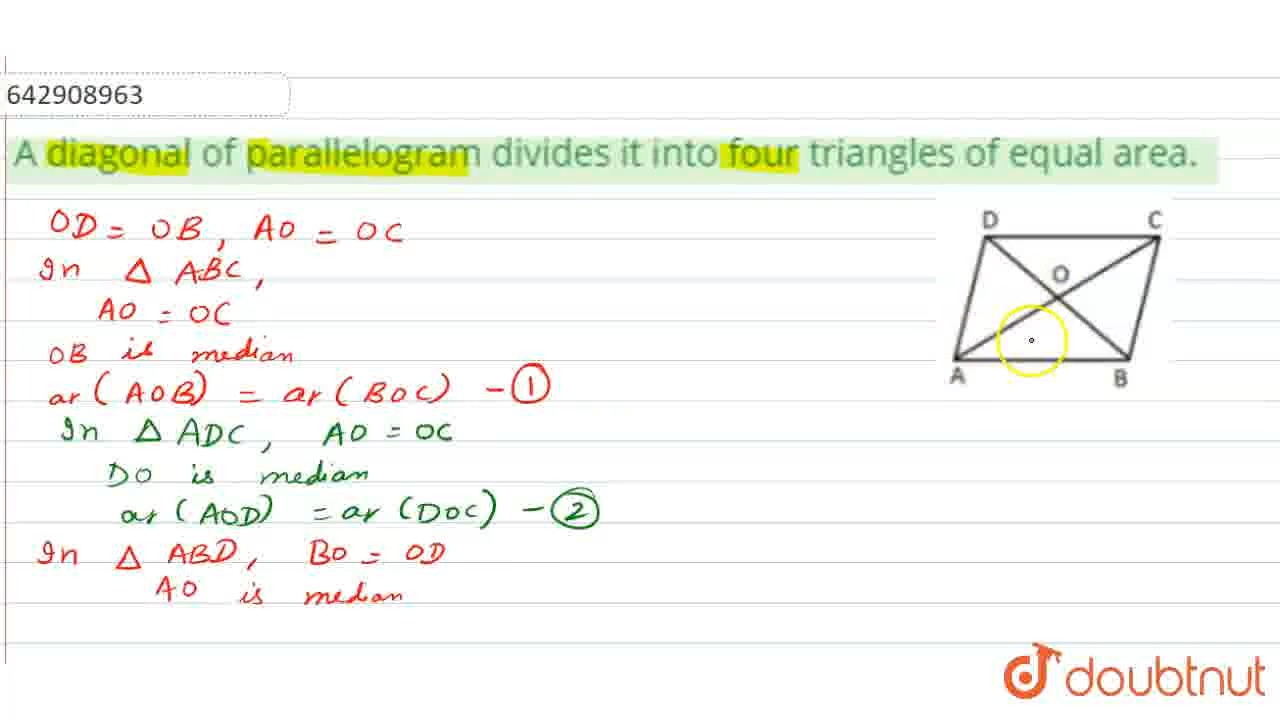 642908963
A diagonal of parallelogram divides it into four triangles of equal area.
OD = OB, AO = OC
In Δ ABC,
AO = OC
OB is median
ar (AOB) = ar (BOC) - ①
In Δ ADC, AO = OC
DO is median
ar (AOD) = ar (DOC) - ②
In Δ ABD, BO = OD
AO is median
D C
O
A B
doubtnut